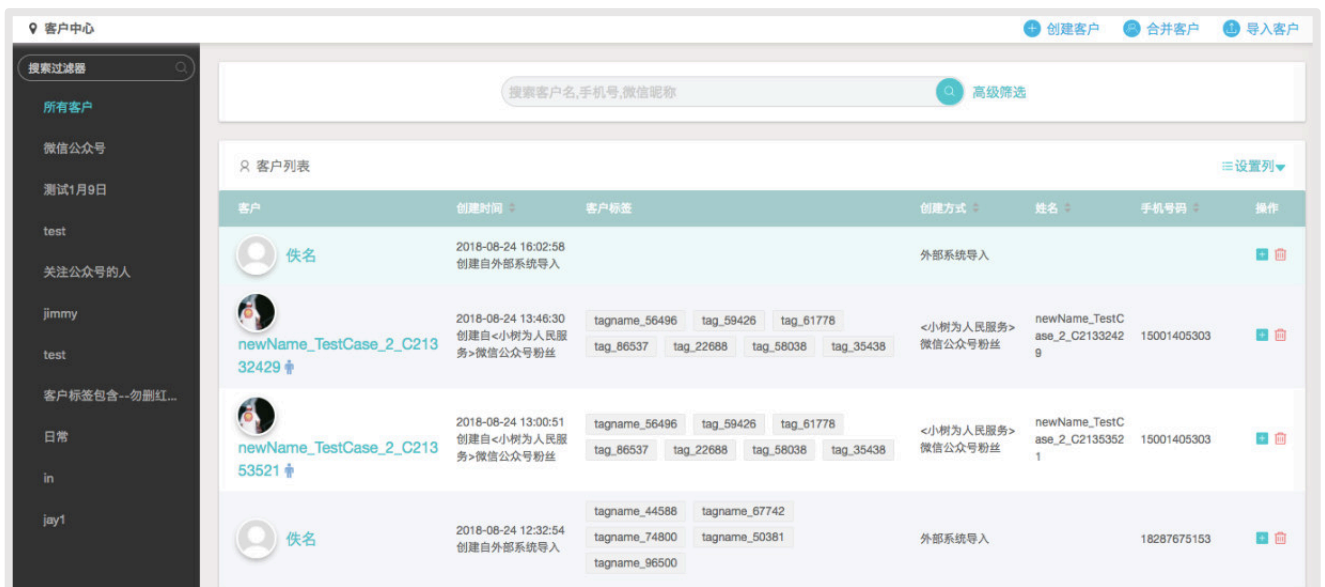 客户中心
创建客户 合并客户 导入客户
搜索过滤器
所有客户
微信公众号
测试1月9日
test
关注公众号的人
jimmy
test
客户标签包含--勿删红...
日常
in
jay1
搜索客户名,手机号,微信昵称 高级筛选
客户列表 设置列
客户 创建时间 客户标签 创建方式 姓名 手机号码 操作
佚名
2018-08-24 16:02:58
创建自外部系统导入
外部系统导入
newName_TestCase_2_C213
32429
2018-08-24 13:46:30
创建自<小树为人民服
务>微信公众号粉丝
tagname_56496 tag_59426 tag_61778
tag_86537 tag_22688 tag_58038 tag_35438
<小树为人民服务>
微信公众号粉丝
newName_TestC
ase_2_C2133242
9
15001405303
newName_TestCase_2_C213
53521
2018-08-24 13:00:51
创建自<小树为人民服
务>微信公众号粉丝
tagname_56496 tag_59426 tag_61778
tag_86537 tag_22688 tag_58038 tag_35438
<小树为人民服务>
微信公众号粉丝
newName_TestC
ase_2_C2135352
1
15001405303
佚名
2018-08-24 12:32:54
创建自外部系统导入
tagname_44588 tagname_67742
tagname_74800 tagname_50381
tagname_96500
外部系统导入
18287675153